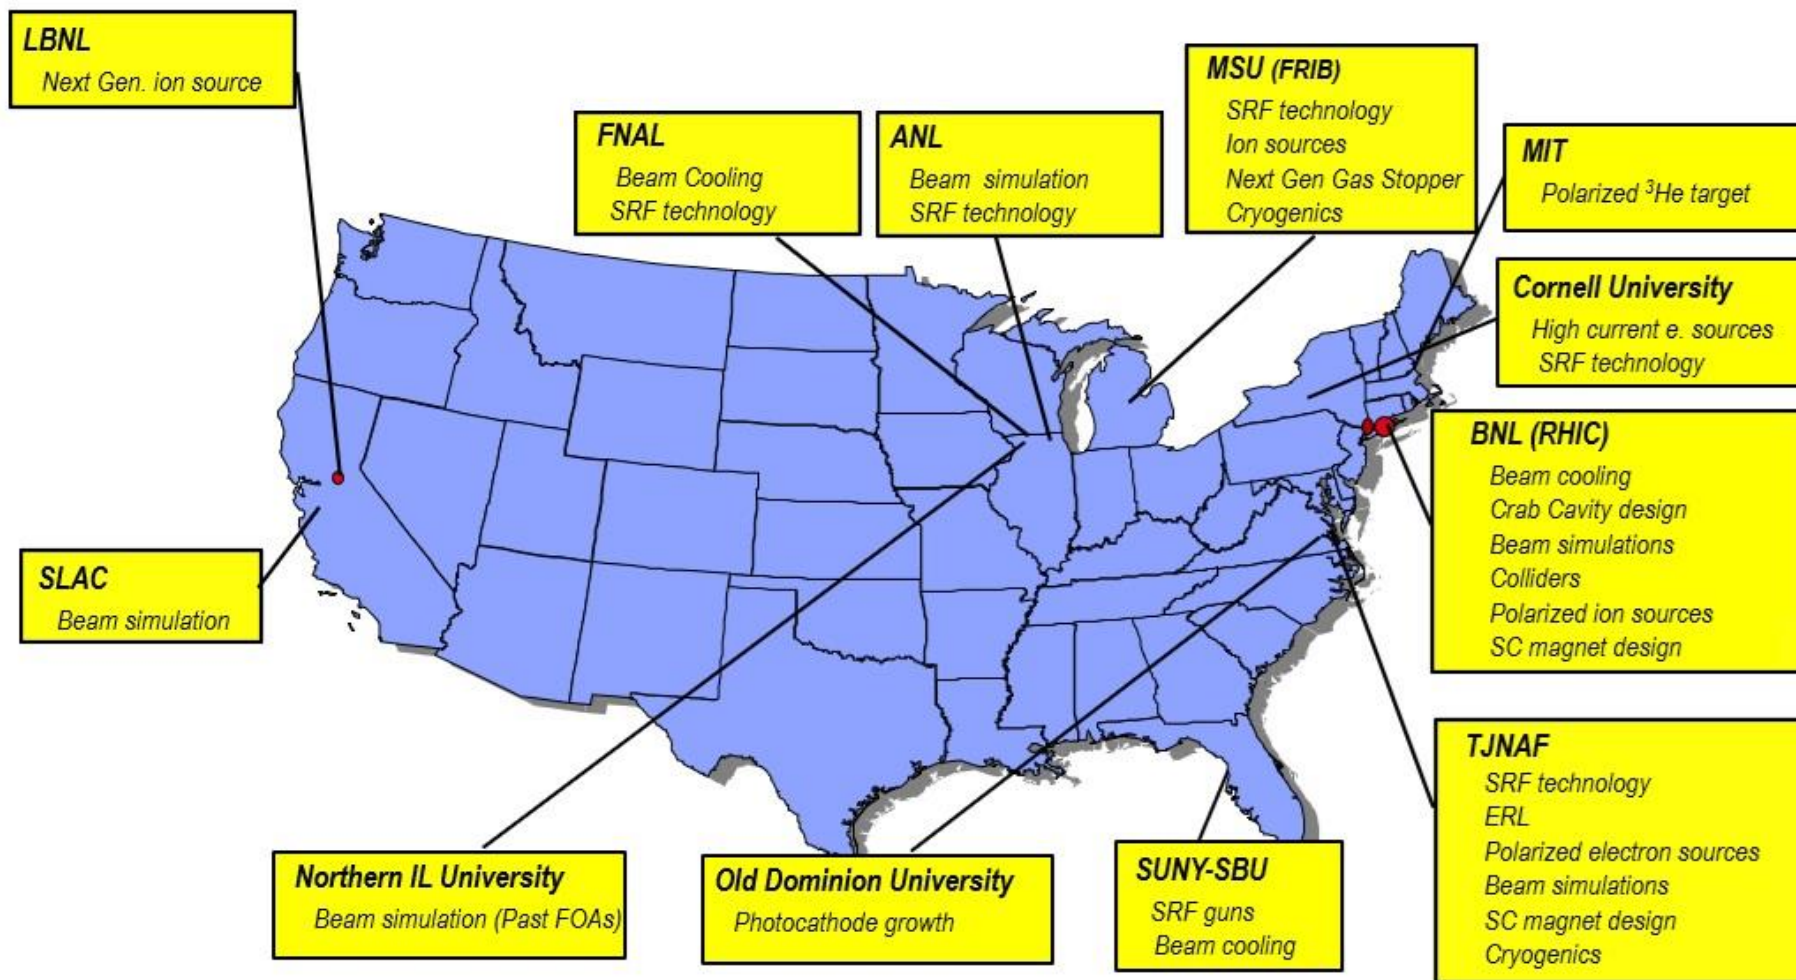 LBNL
Next Gen. ion source
FNAL
Beam Cooling
SRF technology
ANL
Beam simulation
SRF technology
MSU (FRIB)
SRF technology
Ion sources
Next Gen Gas Stopper
Cryogenics
MIT
Polarized ³He target
Cornell University
High current e. sources
SRF technology
BNL (RHIC)
Beam cooling
Crab Cavity design
Beam simulations
Colliders
Polarized ion sources
SC magnet design
SLAC
Beam simulation
TJNAF
SRF technology
ERL
Polarized electron sources
Beam simulations
SC magnet design
Cryogenics
Northern IL University
Beam simulation (Past FOAs)
Old Dominion University
Photocathode growth
SUNY-SBU
SRF guns
Beam cooling